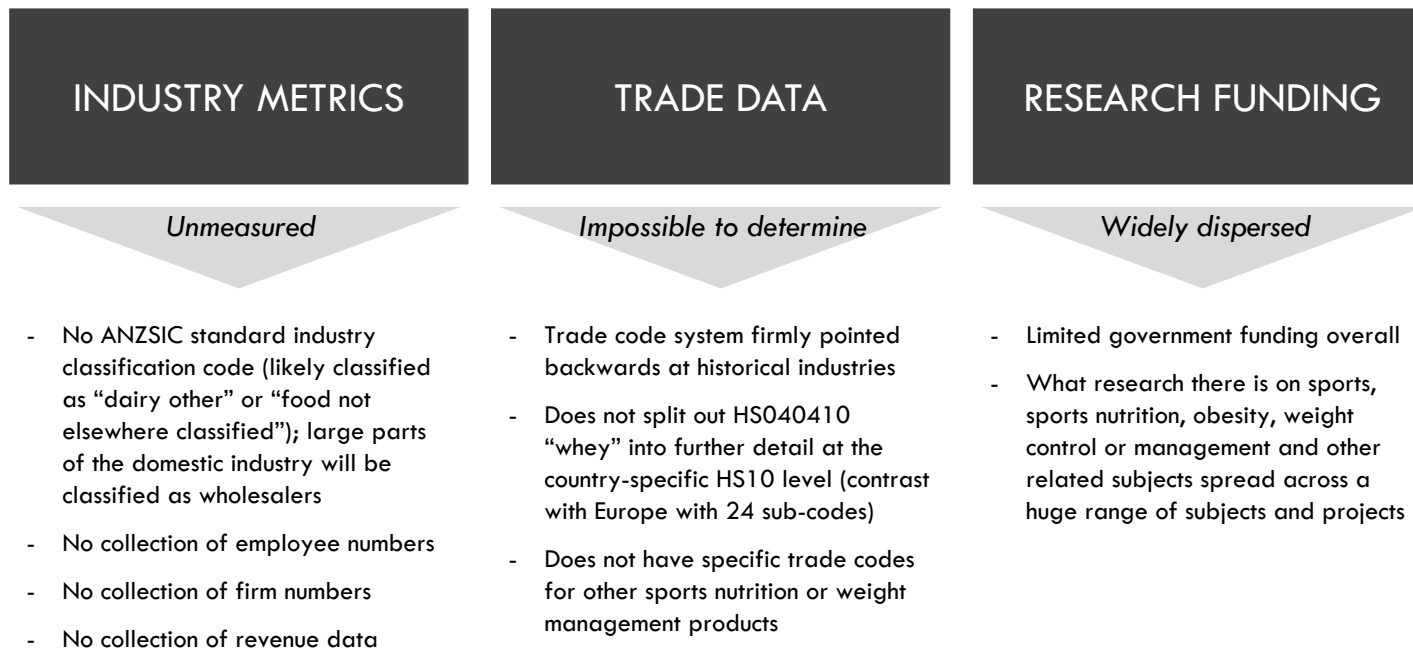 INDUSTRY METRICS
Unmeasured
- No ANZSIC standard industry
classification code (likely classified
as “dairy other” or “food not
elsewhere classified”); large parts
of the domestic industry will be
classified as wholesalers
- No collection of employee numbers
- No collection of firm numbers
- No collection of revenue data
TRADE DATA
Impossible to determine
- Trade code system firmly pointed
backwards at historical industries
- Does not split out HS040410
“whey” into further detail at the
country-specific HS10 level (contrast
with Europe with 24 sub-codes)
- Does not have specific trade codes
for other sports nutrition or weight
management products
RESEARCH FUNDING
Widely dispersed
- Limited government funding overall
- What research there is on sports,
sports nutrition, obesity, weight
control or management and other
related subjects spread across a
huge range of subjects and projects